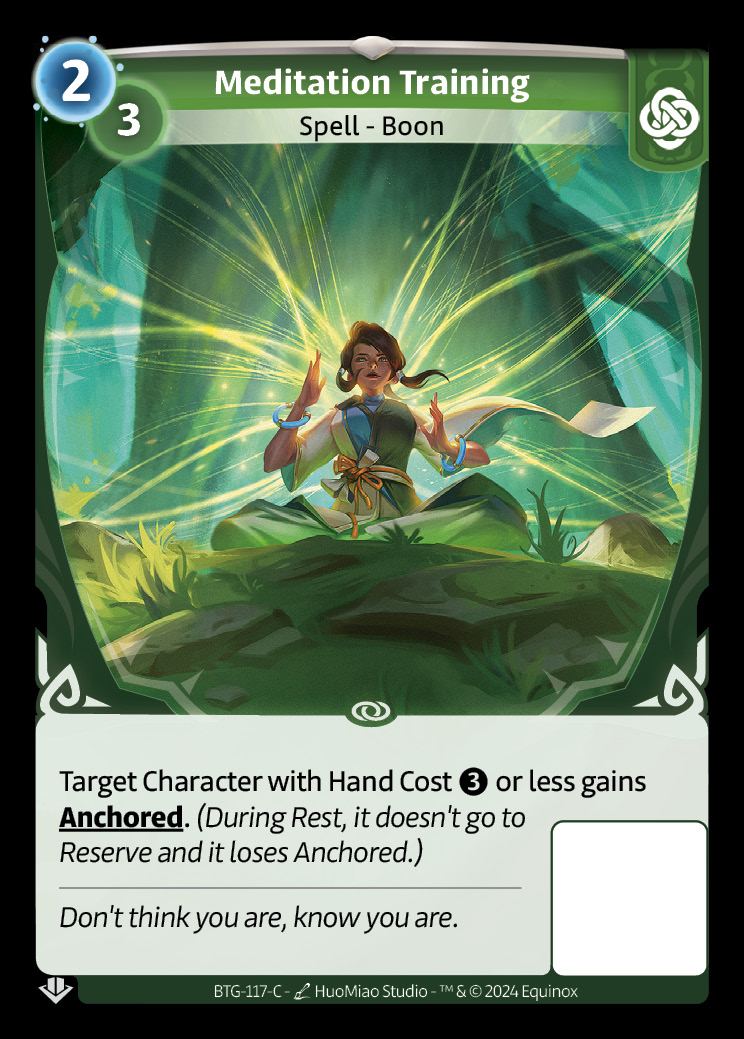 2
Meditation Training
3
Spell - Boon
Target Character with Hand Cost 3 or less gains
Anchored. (During Rest, it doesn't go to
Reserve and it loses Anchored.)
Don't think you are, know you are.
BTG-117-C - HuoMiao Studio - ™ & © 2024 Equinox